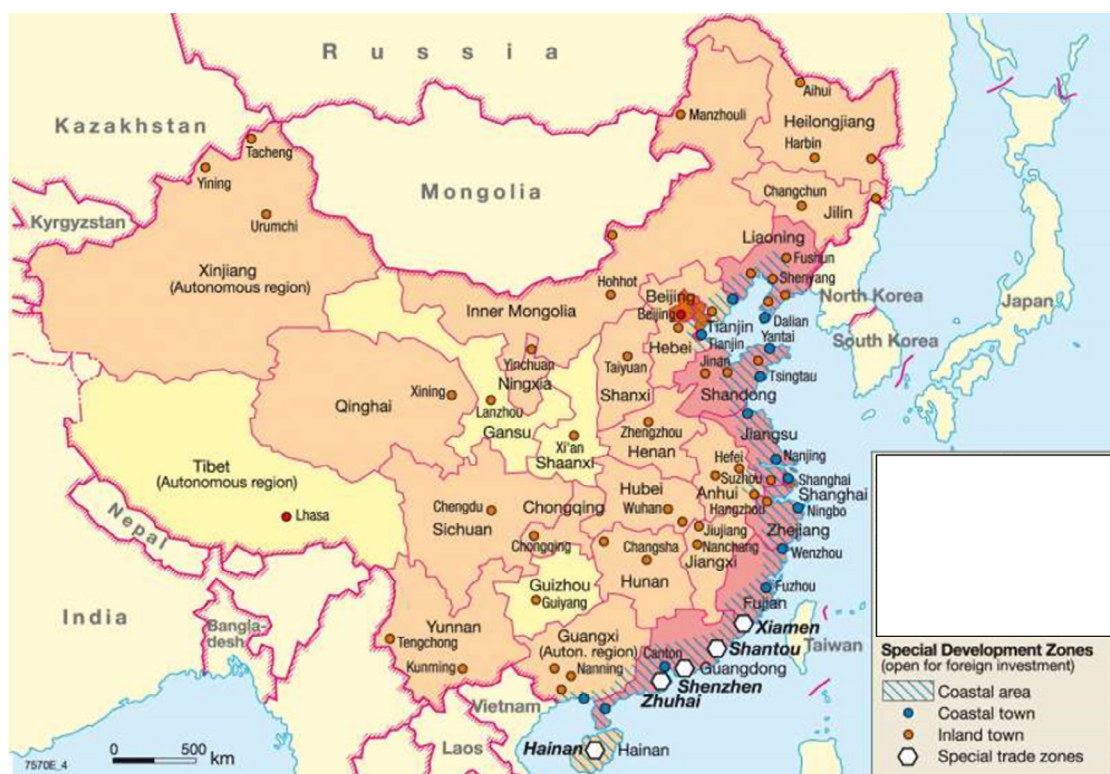 Russia
Kazakhstan
Mongolia
Kyrgyzstan
Aihui
Manzhouli
Heilongjiang
Harbin
Changchun
Jilin
Tacheng
Yining
Urumchi
Xinjiang
(Autonomous region)
Liaoning
Fushun
Shenyang
Hohhot
Inner Mongolia
Beijing
Beijing
Tianjin
Tianjin
Hebei
Dalian
Yantai
North Korea
South Korea
Japan
Yinchuan
Ningxia
Taiyuan
Shanxi
Jinan
Tsingtau
Shandong
Qinghai
Xining
Lanzhou
Gansu
Xi'an
Shaanxi
Zhengzhou
Henan
Jiangsu
Tibet
(Autonomous region)
Lhasa
Nepal
Hefei
Nanjing
Suzhou
Shanghai
Shanghai
Anhui
Hangzhou
Ningbo
Zhejiang
Chengdu
Sichuan
Chongqing
Chongqing
Hubei
Wuhan
Jiujiang
Nanchang
Jiangxi
Wenzhou
Changsha
Hunan
Guizhou
Guiyang
Fuzhou
Fujian
India
Bangla-
desh
Yunnan
Tengchong
Kunming
Guangxi
(Auton. region)
Nanning
Canton
Guangdong
Xiamen
Shantou
Shenzhen
Zhuhai
Taiwan
Vietnam
Laos
Hainan
Hainan
0 500
km
7570E_4
Special Development Zones
(open for foreign investment)
Coastal area
Coastal town
Inland town
Special trade zones